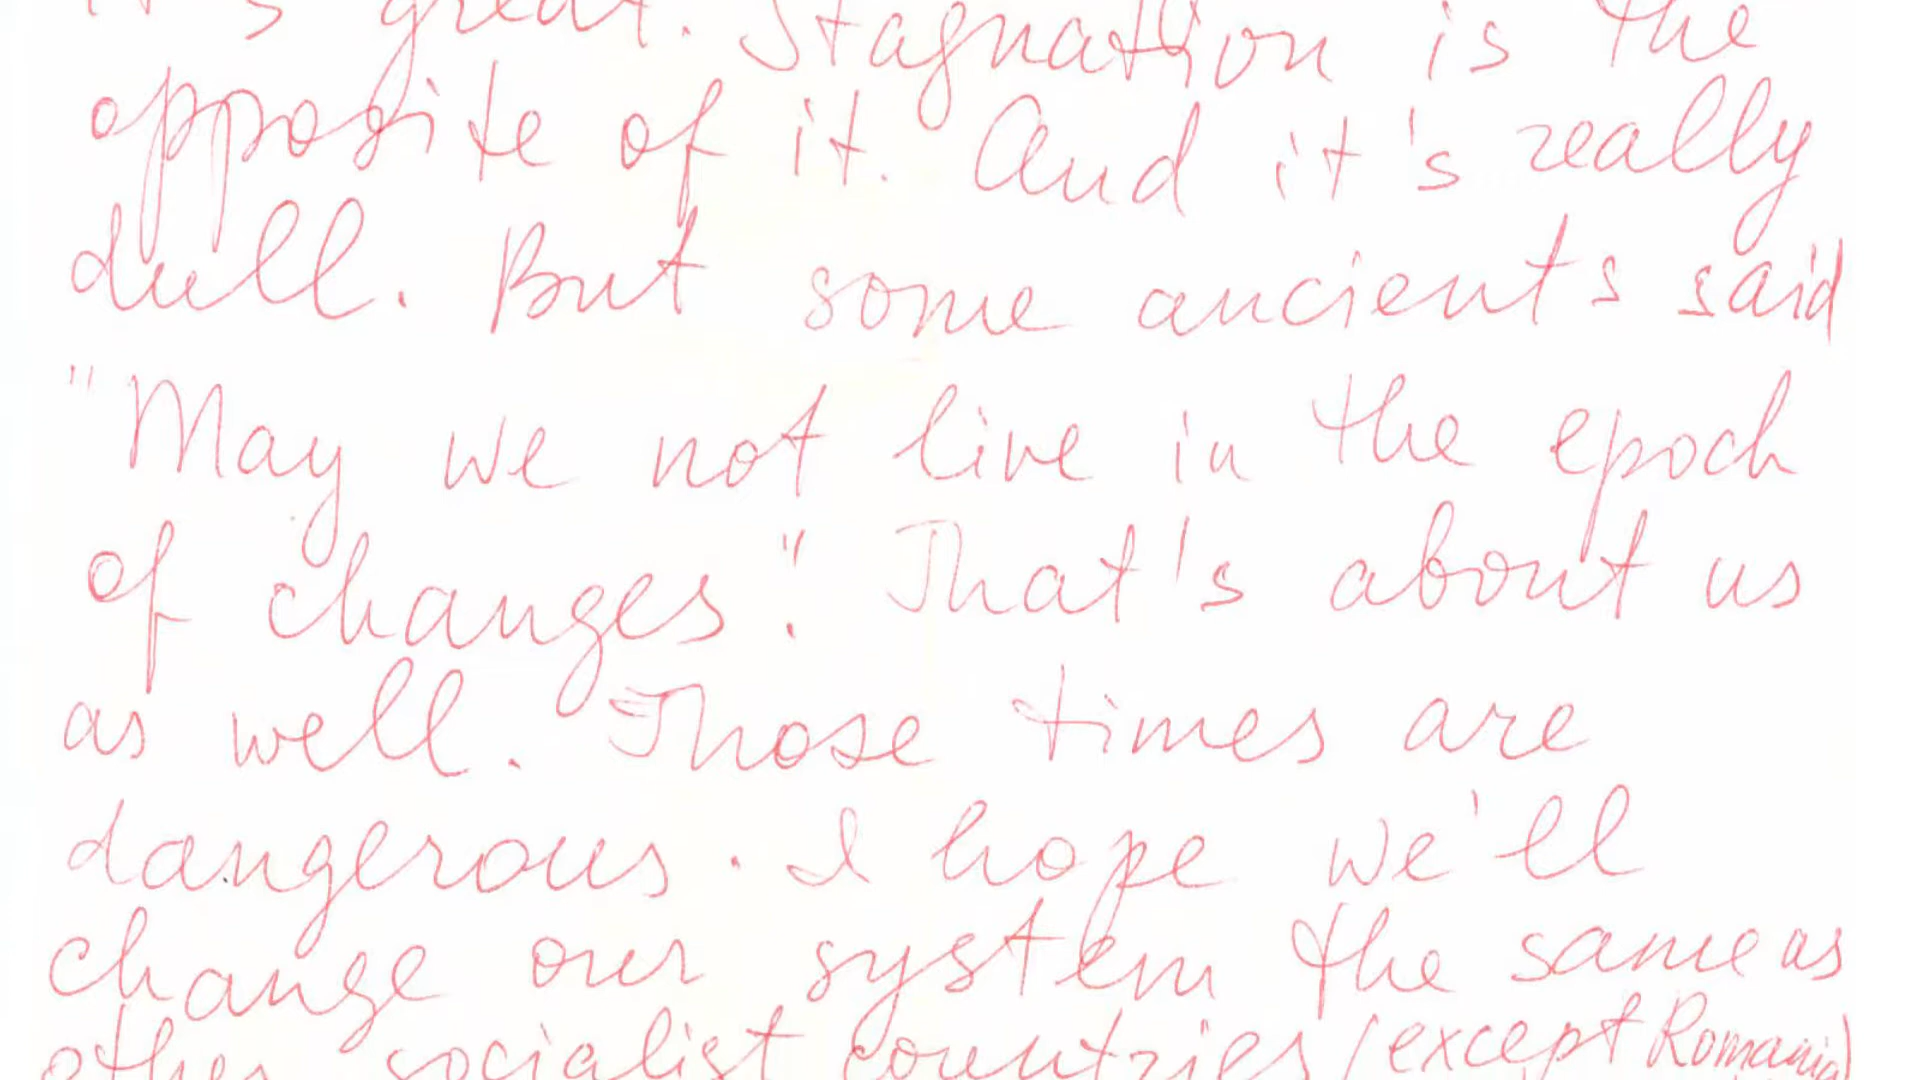 it's great. Stagnation is the
opposite of it. And it's really
dull. But some ancients said
"May we not live in the epoch
of changes". That's about us
as well. Those times are
dangerous. I hope we'll
change our system the same as
other socialist countries (except Romania)